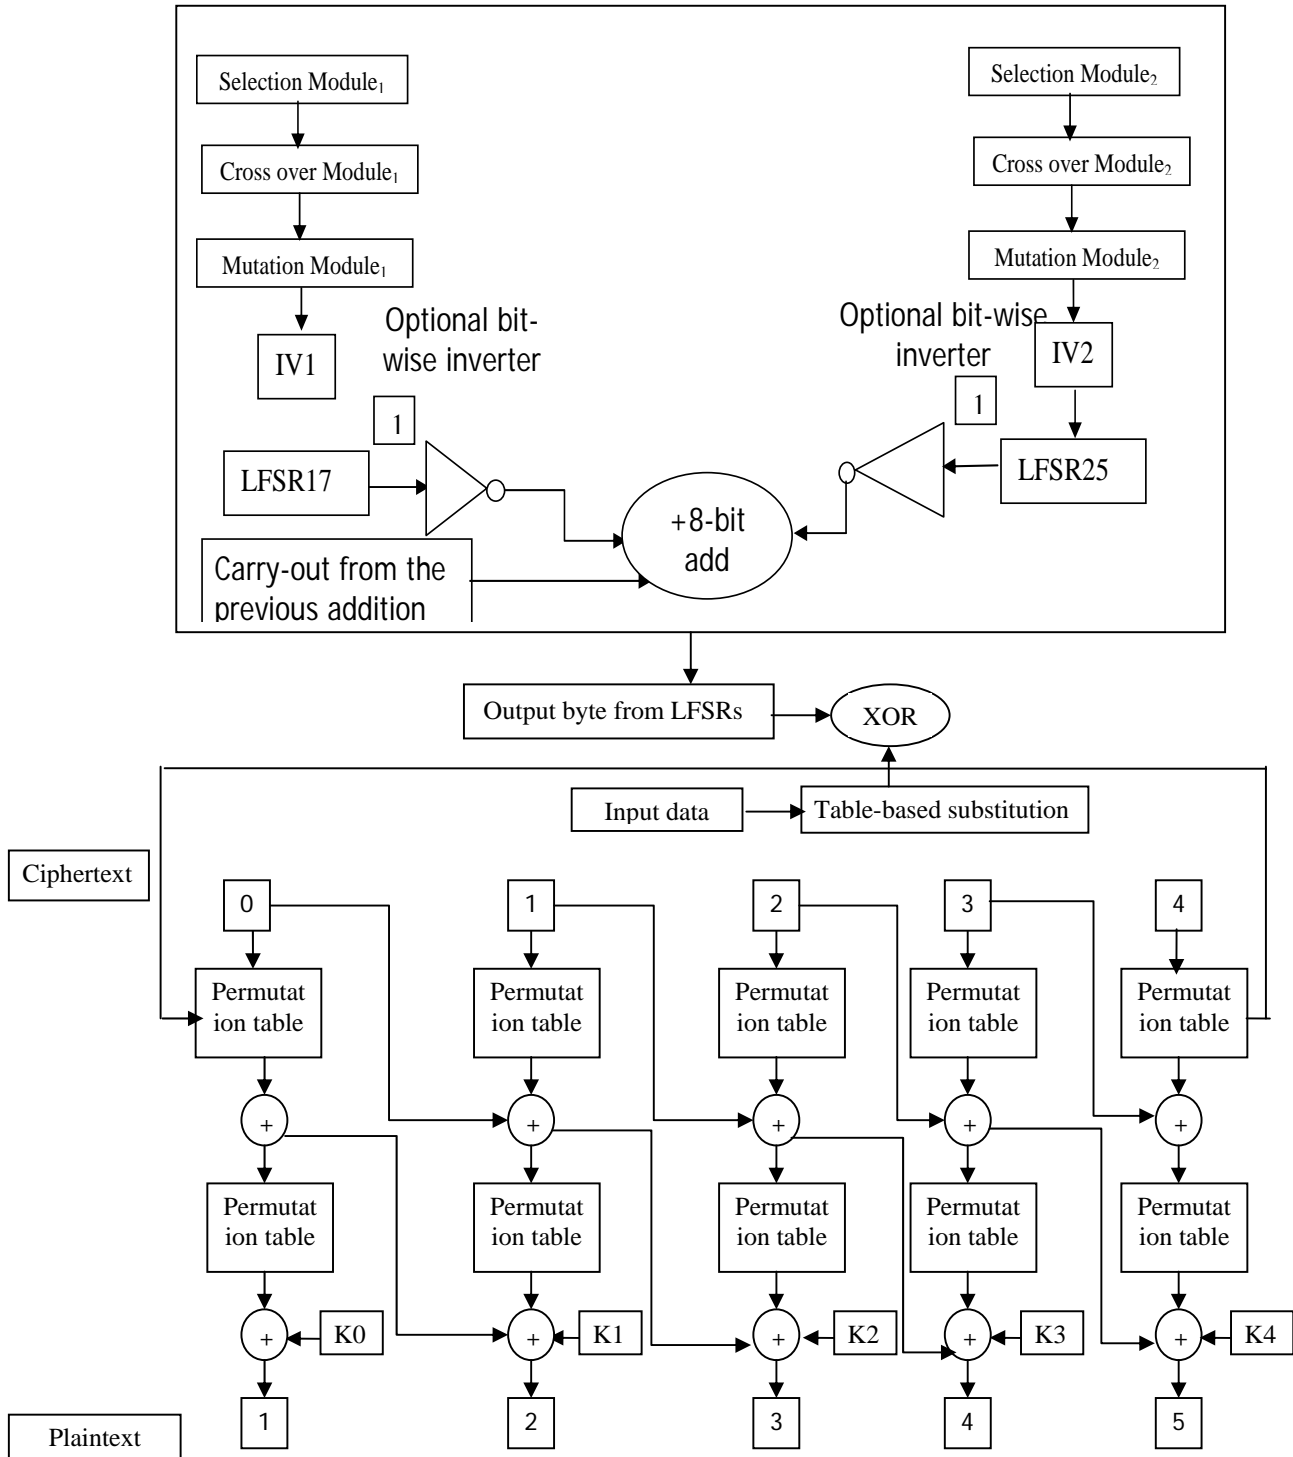 Selection Module₁
Selection Module₂
Cross over Module₁
Cross over Module₂
Mutation Module₁
Mutation Module₂
Optional bit-
wise inverter
Optional bit-wise
inverter
IV1
IV2
1
1
LFSR17
LFSR25
+8-bit
add
Carry-out from the
previous addition
Output byte from LFSRs
XOR
Input data
Table-based substitution
Ciphertext
0
1
2
3
4
Permutat
ion table
Permutat
ion table
Permutat
ion table
Permutat
ion table
Permutat
ion table
+
+
+
+
+
Permutat
ion table
Permutat
ion table
Permutat
ion table
Permutat
ion table
Permutat
ion table
+
K0
+
K1
+
K2
+
K3
+
K4
1
2
3
4
5
Plaintext